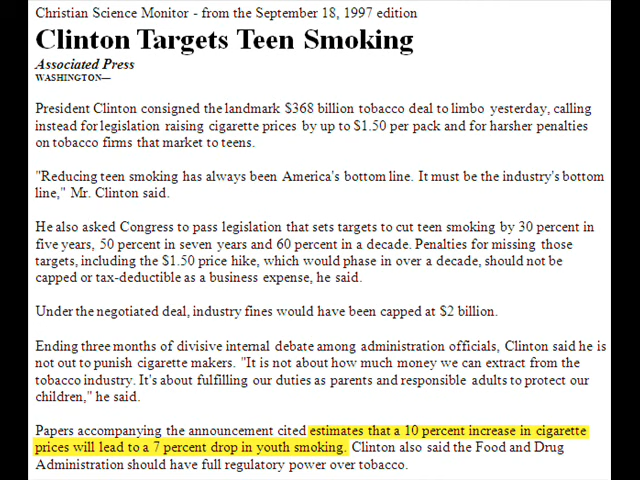 Christian Science Monitor - from the September 18, 1997 edition
Clinton Targets Teen Smoking
Associated Press
WASHINGTON—
President Clinton consigned the landmark $368 billion tobacco deal to limbo yesterday, calling
instead for legislation raising cigarette prices by up to $1.50 per pack and for harsher penalties
on tobacco firms that market to teens.
"Reducing teen smoking has always been America's bottom line. It must be the industry's bottom
line," Mr. Clinton said.
He also asked Congress to pass legislation that sets targets to cut teen smoking by 30 percent in
five years, 50 percent in seven years and 60 percent in a decade. Penalties for missing those
targets, including the $1.50 price hike, which would phase in over a decade, should not be
capped or tax-deductible as a business expense, he said.
Under the negotiated deal, industry fines would have been capped at $2 billion.
Ending three months of divisive internal debate among administration officials, Clinton said he is
not out to punish cigarette makers. "It is not about how much money we can extract from the
tobacco industry. It's about fulfilling our duties as parents and responsible adults to protect our
children," he said.
Papers accompanying the announcement cited estimates that a 10 percent increase in cigarette
prices will lead to a 7 percent drop in youth smoking. Clinton also said the Food and Drug
Administration should have full regulatory power over tobacco.